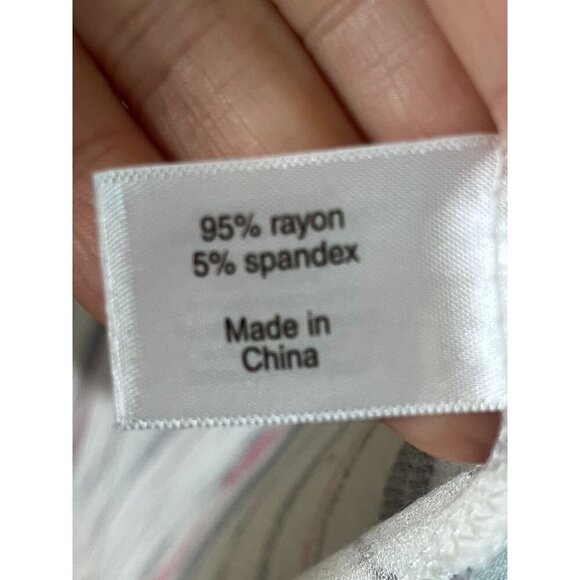 95% rayon
5% spandex
Made in
China